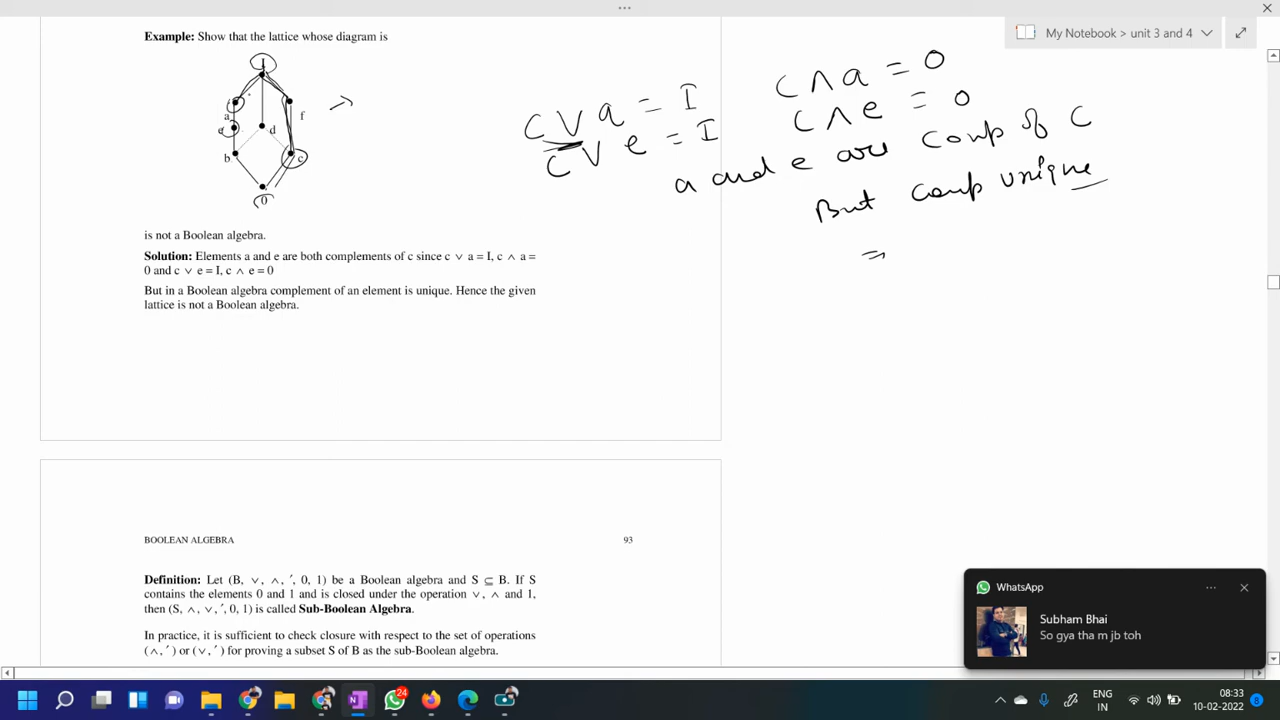 My Notebook > unit 3 and 4
Example: Show that the lattice whose diagram is
I
a
f
e
d
b
c
0
is not a Boolean algebra.
Solution: Elements a and e are both complements of c since c ∨ a = I, c ∧ a =
0 and c ∨ e = I, c ∧ e = 0
But in a Boolean algebra complement of an element is unique. Hence the given
lattice is not a Boolean algebra.
C V a = I
C V e = I
C ∧ a = 0
C ∧ e = 0
a and e are comp of C
But comp unique
=
BOOLEAN ALGEBRA 93
Definition: Let (B, ∨, ∧, ′, 0, 1) be a Boolean algebra and S ⊆ B. If S
contains the elements 0 and 1 and is closed under the operation ∨, ∧ and 1,
then (S, ∧, ∨, ′, 0, 1) is called Sub-Boolean Algebra.
In practice, it is sufficient to check closure with respect to the set of operations
(∧, ′) or (∨, ′) for proving a subset S of B as the sub-Boolean algebra.
WhatsApp
Subham Bhai
So gya tha m jb toh
24
ENG
IN
08:33
10-02-2022
8